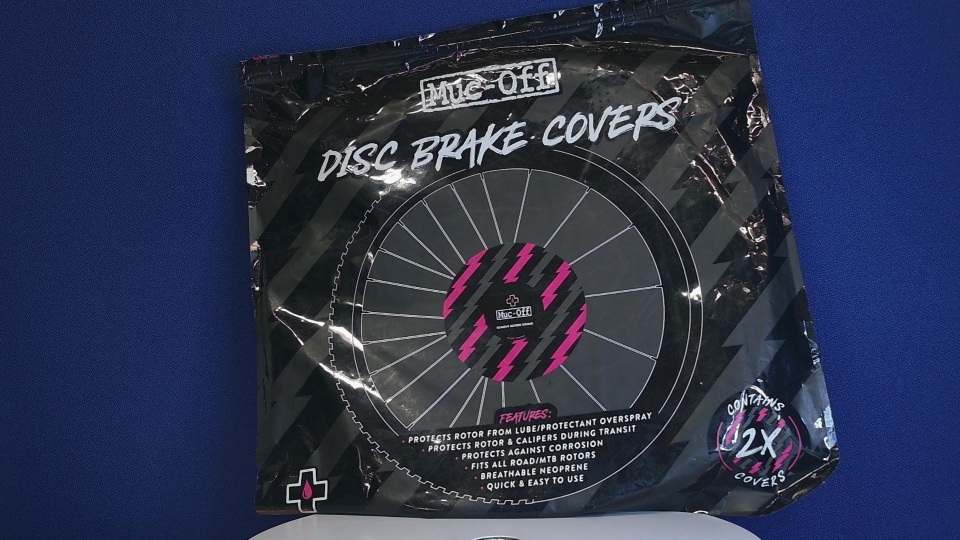 Muc-Off
DISC BRAKE COVERS
Muc-Off
FEATURES:
• PROTECTS ROTOR FROM LUBE/PROTECTANT OVERSPRAY
• PROTECTS ROTOR & CALIPERS DURING TRANSIT
• PROTECTS AGAINST CORROSION
• FITS ALL ROAD/MTB ROTORS
• BREATHABLE NEOPRENE
• QUICK & EASY TO USE
CONTAINS
2X
COVERS